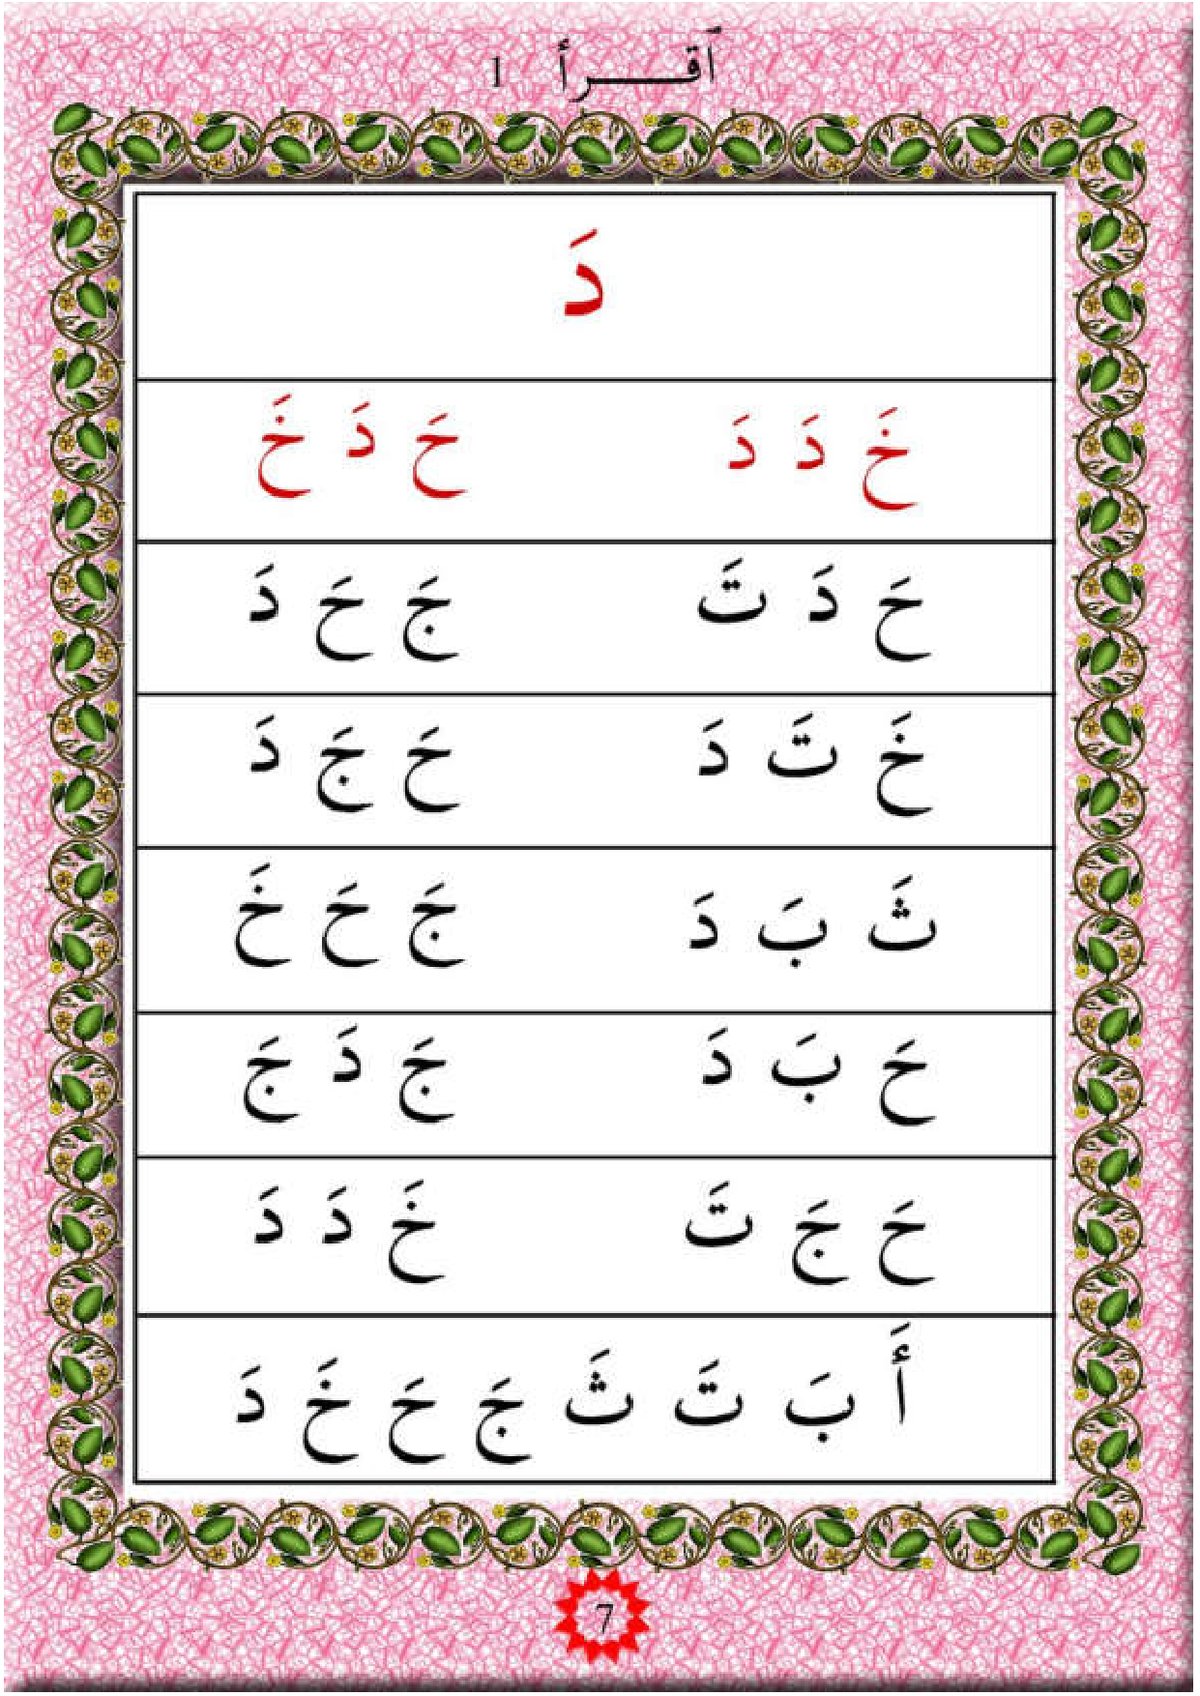 اَقـــرأ 1
دَ
خَ دَ دَ حَ دَ خَ
حَ دَ تَ جَ حَ دَ
خَ تَ دَ حَ جَ دَ
ثَ بَ دَ جَ حَ خَ
حَ بَ دَ جَ دَ جَ
حَ جَ تَ خَ دَ دَ
أَ بَ تَ ثَ جَ حَ خَ دَ
7